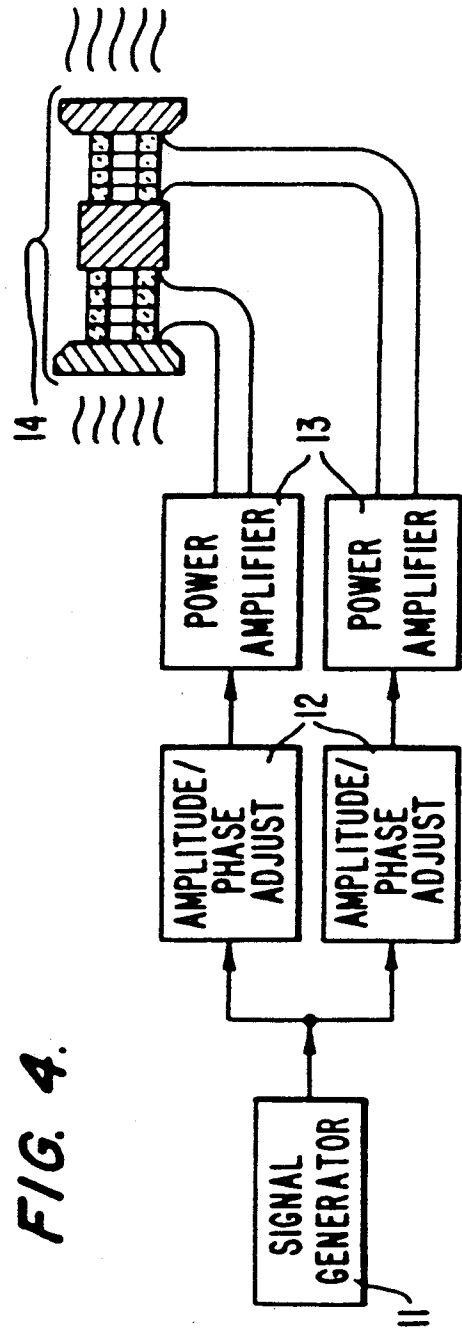 FIG. 4.
SIGNAL
GENERATOR
11
AMPLITUDE/
PHASE
ADJUST
12
AMPLITUDE/
PHASE
ADJUST
POWER
AMPLIFIER
13
POWER
AMPLIFIER
14